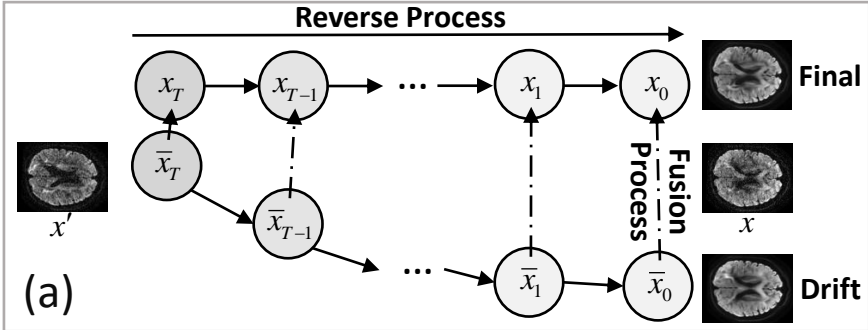 Reverse Process
x_T x_{T−1} ... x_1 x_0 Final
x̄_T
x′
x̄_{T−1}
Fusion
Process
x
... x̄_1 x̄_0 Drift
(a)